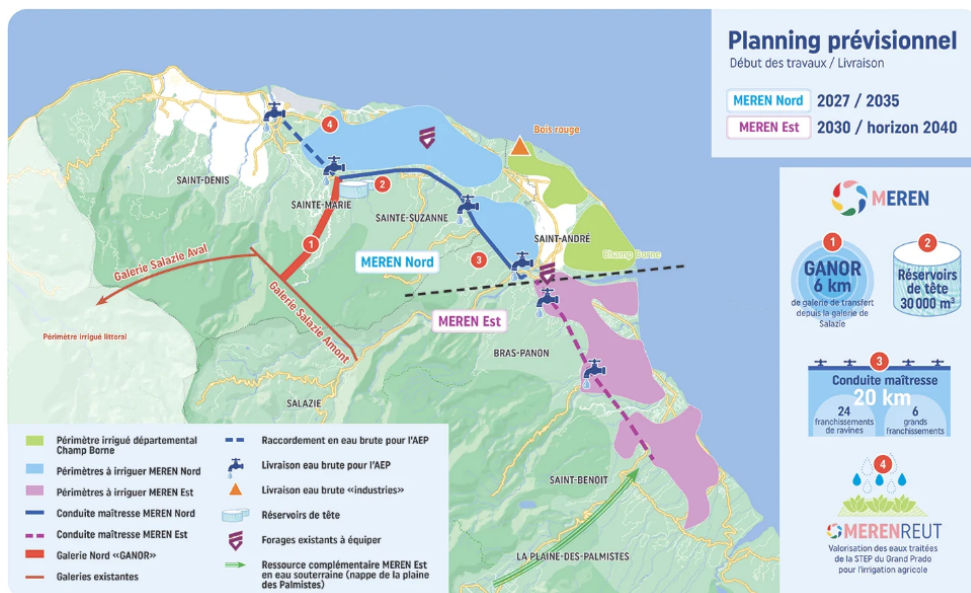 Planning prévisionnel
Début des travaux / Livraison
MEREN Nord 2027 / 2035
MEREN Est 2030 / horizon 2040
4
Bois rouge
SAINT-DENIS
SAINTE-MARIE
2
SAINTE-SUZANNE
1
3
SAINT-ANDRÉ
Champ Borne
MEREN Nord
Galerie Salazie Aval
Galerie Salazie Amont
MEREN Est
Périmètre irrigué littoral
BRAS-PANON
SALAZIE
SAINT-BENOIT
LA PLAINE-DES-PALMISTES
Périmètre irrigué départemental
Champ Borne
Périmètres à irriguer MEREN Nord
Périmètres à irriguer MEREN Est
Conduite maîtresse MEREN Nord
Conduite maîtresse MEREN Est
Galerie Nord «GANOR»
Galeries existantes
Raccordement en eau brute pour l'AEP
Livraison eau brute pour l'AEP
Livraison eau brute «industries»
Réservoirs de tête
Forages existants à équiper
Ressource complémentaire MEREN Est
en eau souterraine (nappe de la plaine
des Palmistes)
MEREN
1
GANOR
6 km
de galerie de transfert
depuis la galerie de
Salazie
2
Réservoirs
de tête
30 000 m³
3
Conduite maîtresse
20 km
24
franchissements
de ravines
6
grands
franchissements
4
MERENREUT
Valorisation des eaux traitées
de la STEP du Grand Prado
pour l'irrigation agricole